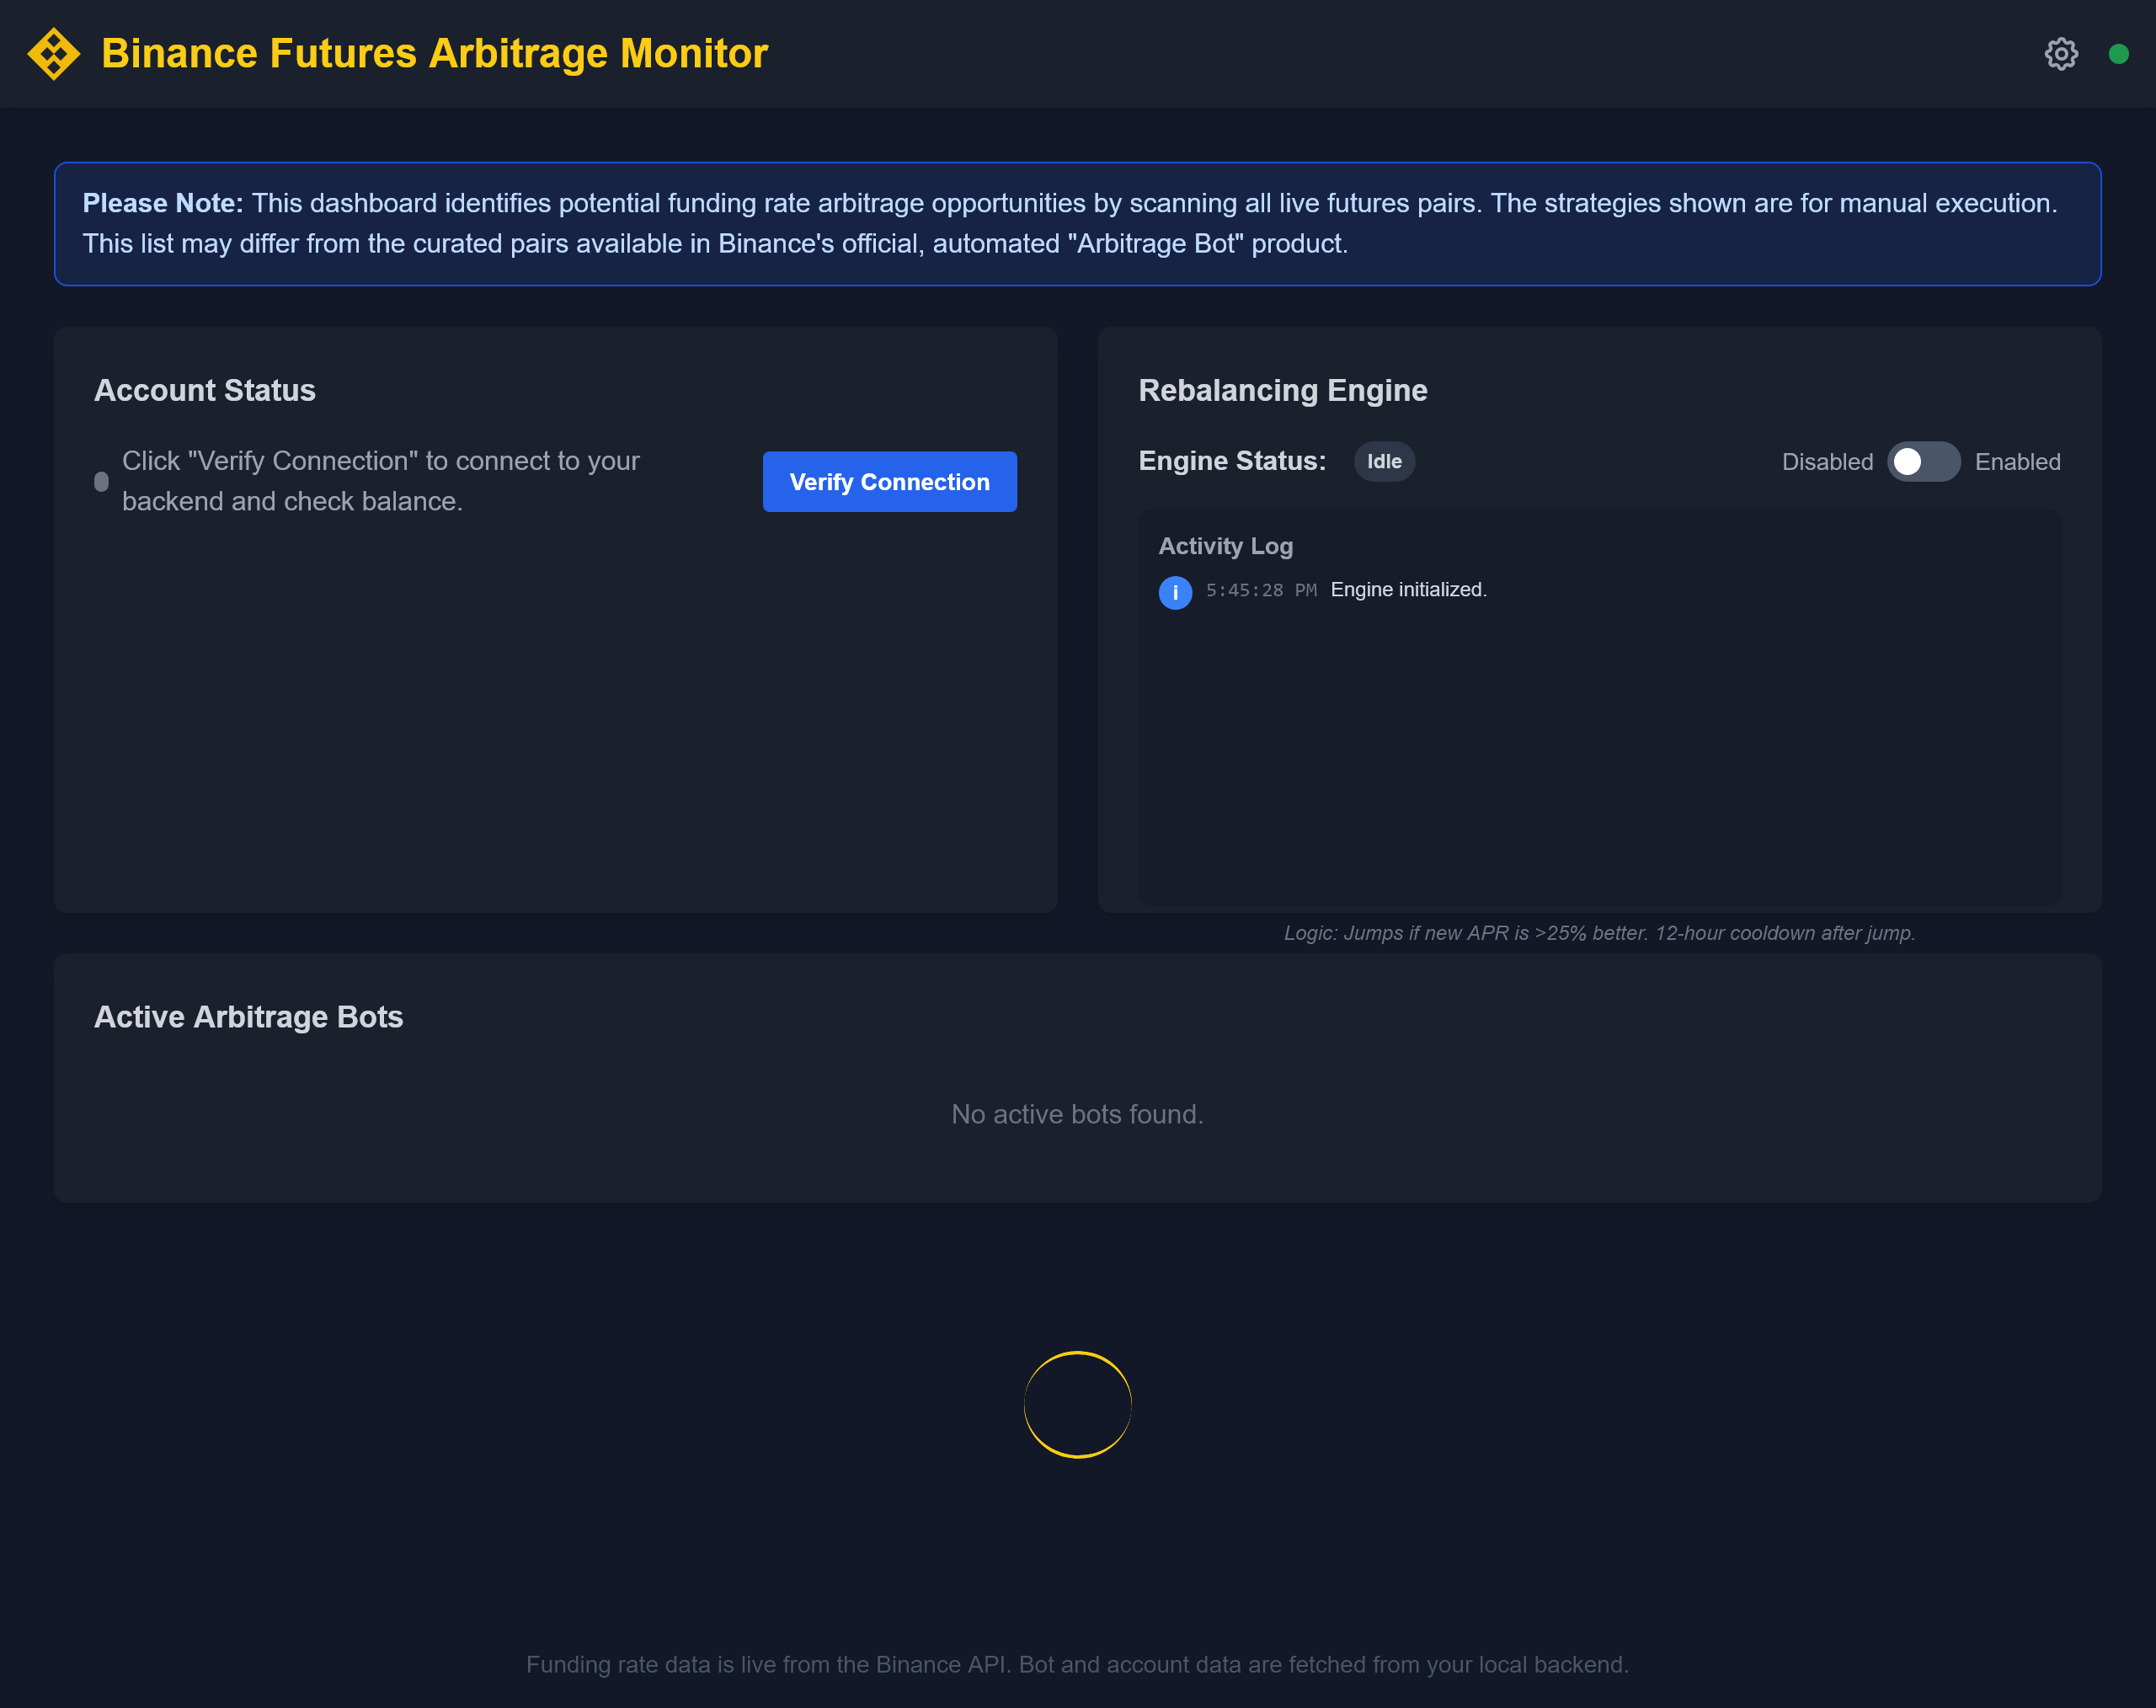 Binance Futures Arbitrage Monitor
Please Note: This dashboard identifies potential funding rate arbitrage opportunities by scanning all live futures pairs. The strategies shown are for manual execution.
This list may differ from the curated pairs available in Binance's official, automated "Arbitrage Bot" product.
Account Status
Click "Verify Connection" to connect to your
backend and check balance.
Verify Connection
Rebalancing Engine
Engine Status: Idle
Disabled Enabled
Activity Log
i 5:45:28 PM Engine initialized.
Logic: Jumps if new APR is >25% better. 12-hour cooldown after jump.
Active Arbitrage Bots
No active bots found.
Funding rate data is live from the Binance API. Bot and account data are fetched from your local backend.